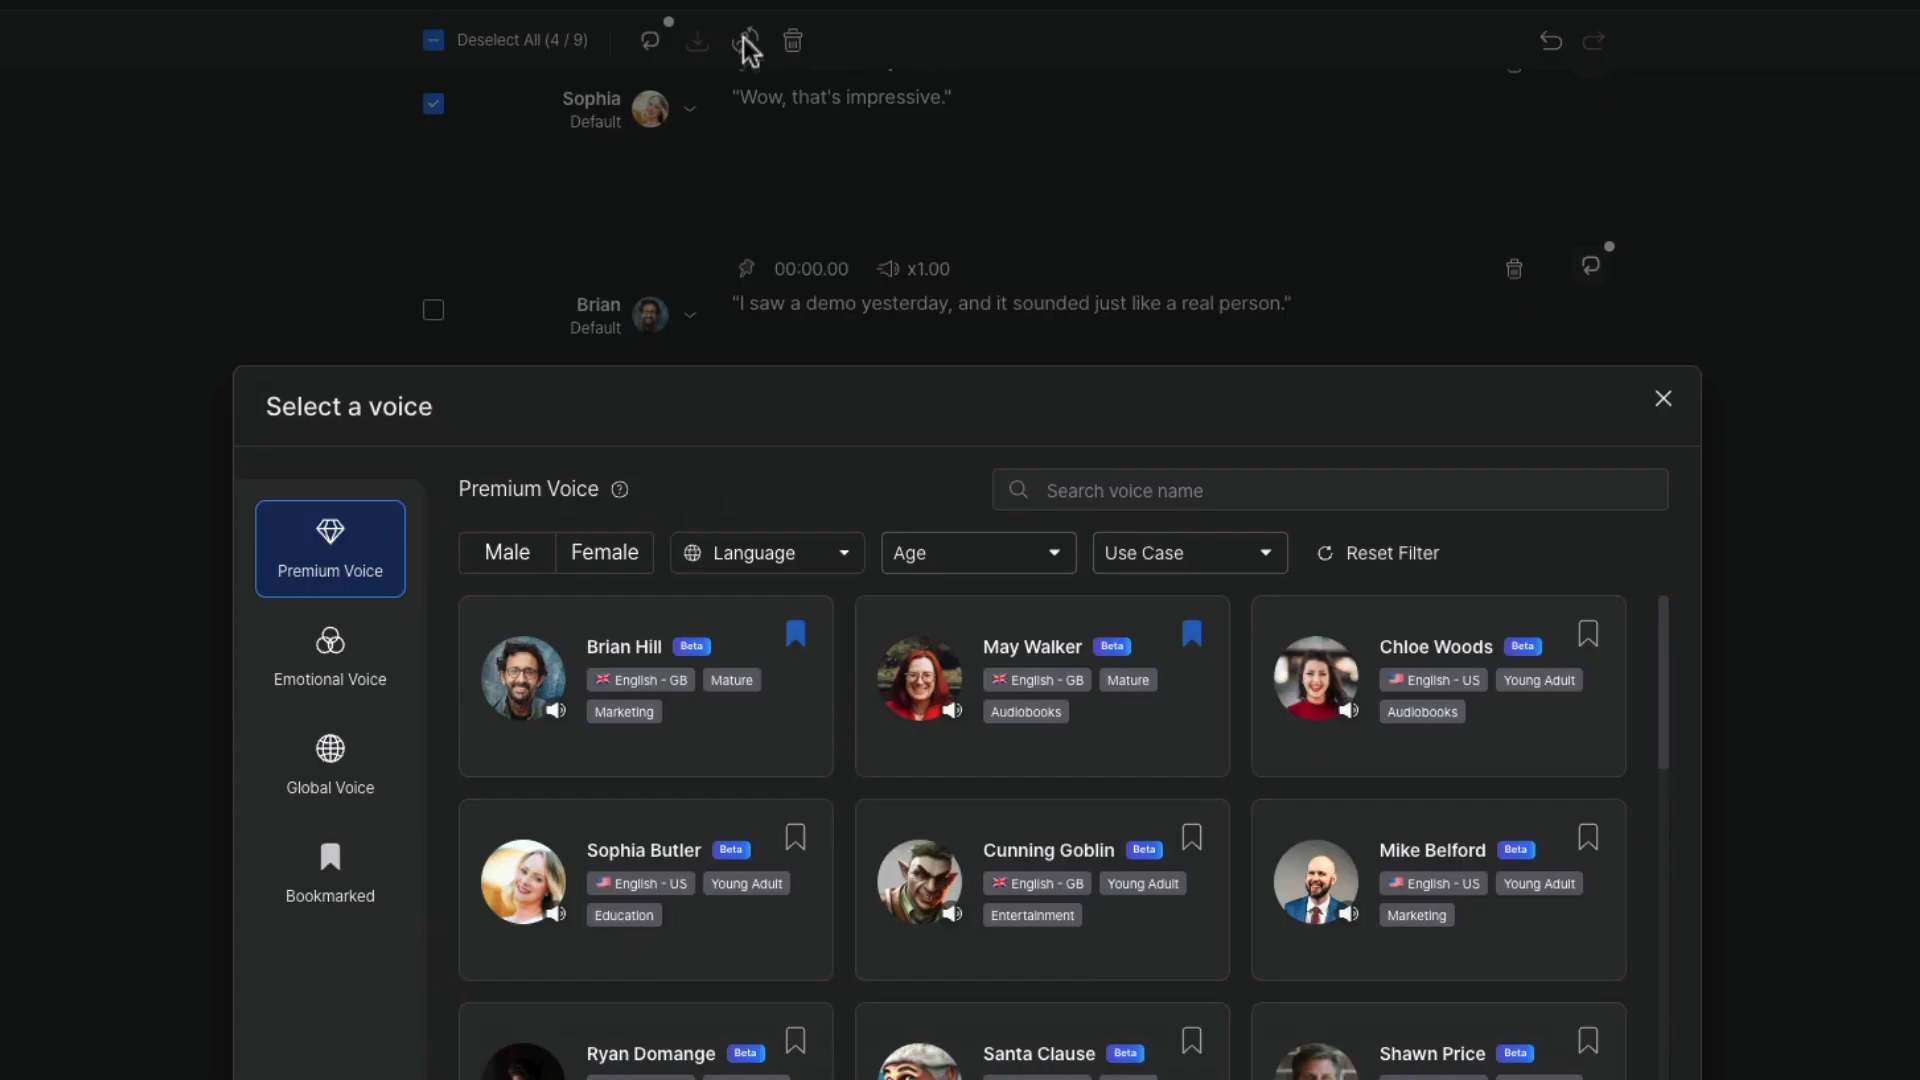 Deselect All (4 / 9)
Sophia
Default
"Wow, that's impressive."
00:00.00
x1.00
Brian
Default
"I saw a demo yesterday, and it sounded just like a real person."
Select a voice
Premium Voice
Search voice name
Male
Female
Language
Age
Use Case
Reset Filter
Premium Voice
Emotional Voice
Global Voice
Bookmarked
Brian Hill Beta
English - GB
Mature
Marketing
May Walker Beta
English - GB
Mature
Audiobooks
Chloe Woods Beta
English - US
Young Adult
Audiobooks
Sophia Butler Beta
English - US
Young Adult
Education
Cunning Goblin Beta
English - GB
Young Adult
Entertainment
Mike Belford Beta
English - US
Young Adult
Marketing
Ryan Domange Beta
Santa Clause Beta
Shawn Price Beta